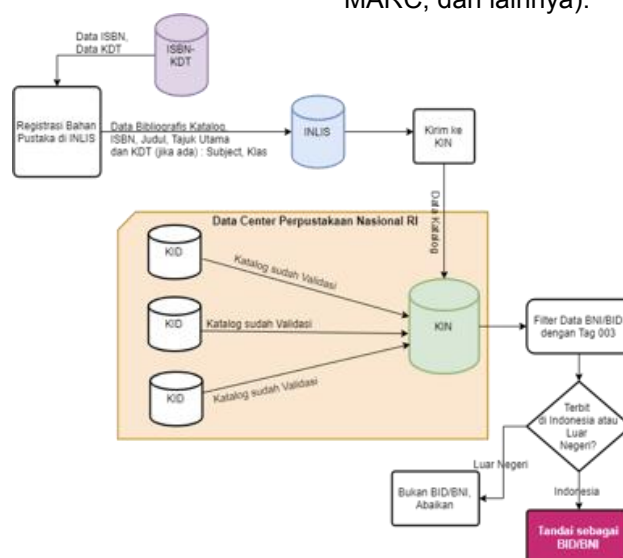 MARC, dan lainnya).
Data ISBN,
Data KDT
ISBN-
KDT
Registrasi Bahan
Pustaka di INLIS
Data Bibliografis Katalog,
ISBN, Judul, Tajuk Utama
dan KDT (jika ada) : Subject, Klas
INLIS
Kirim ke
KIN
Data Katalog
Data Center Perpustakaan Nasional RI
KID
Katalog sudah Validasi
KID
Katalog sudah Validasi
KID
Katalog sudah Validasi
KIN
Filter Data BNI/BID
dengan Tag 003
Terbit
di Indonesia atau
Luar
Negeri?
Luar Negeri
Bukan BID/BNI,
Abaikan
Indonesia
Tandai sebagai
BID/BNI